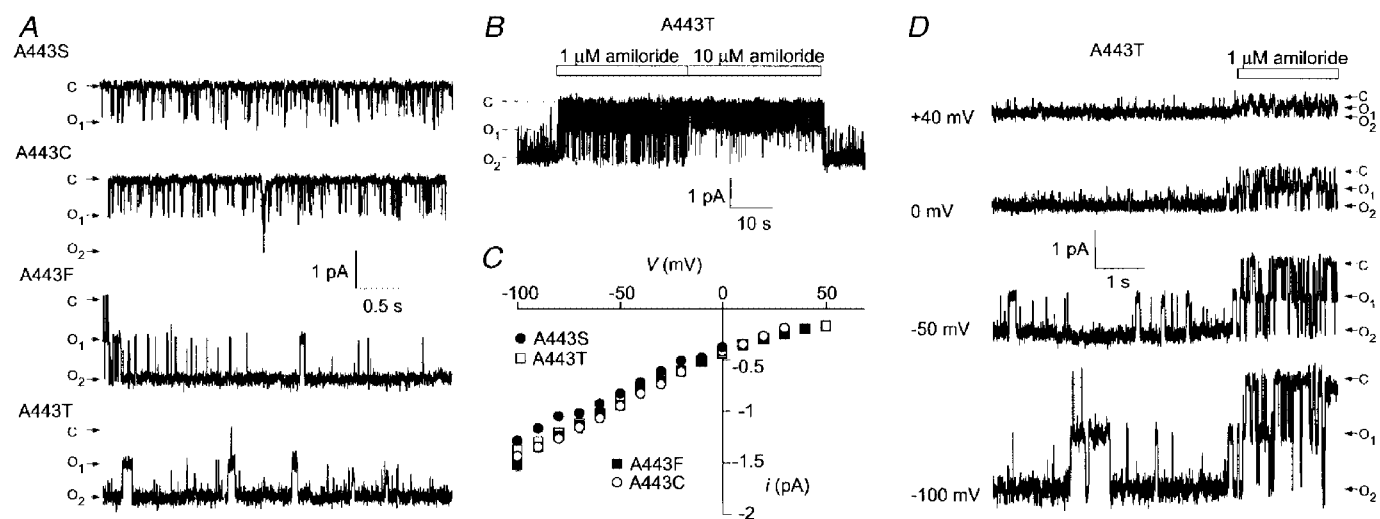 A
A443S
C
O1
A443C
C
O1
O2
1 pA
0.5 s
A443F
C
O1
O2
A443T
C
O1
O2
B
A443T
1 μM amiloride
10 μM amiloride
C
O1
O2
1 pA
10 s
C
V (mV)
-100
-50
0
50
A443S
A443T
-0.5
-1
-1.5
-2
A443F
A443C
i (pA)
D
A443T
1 μM amiloride
+40 mV
C
O1
O2
0 mV
C
O1
O2
1 pA
1 s
-50 mV
C
O1
O2
-100 mV
C
O1
O2